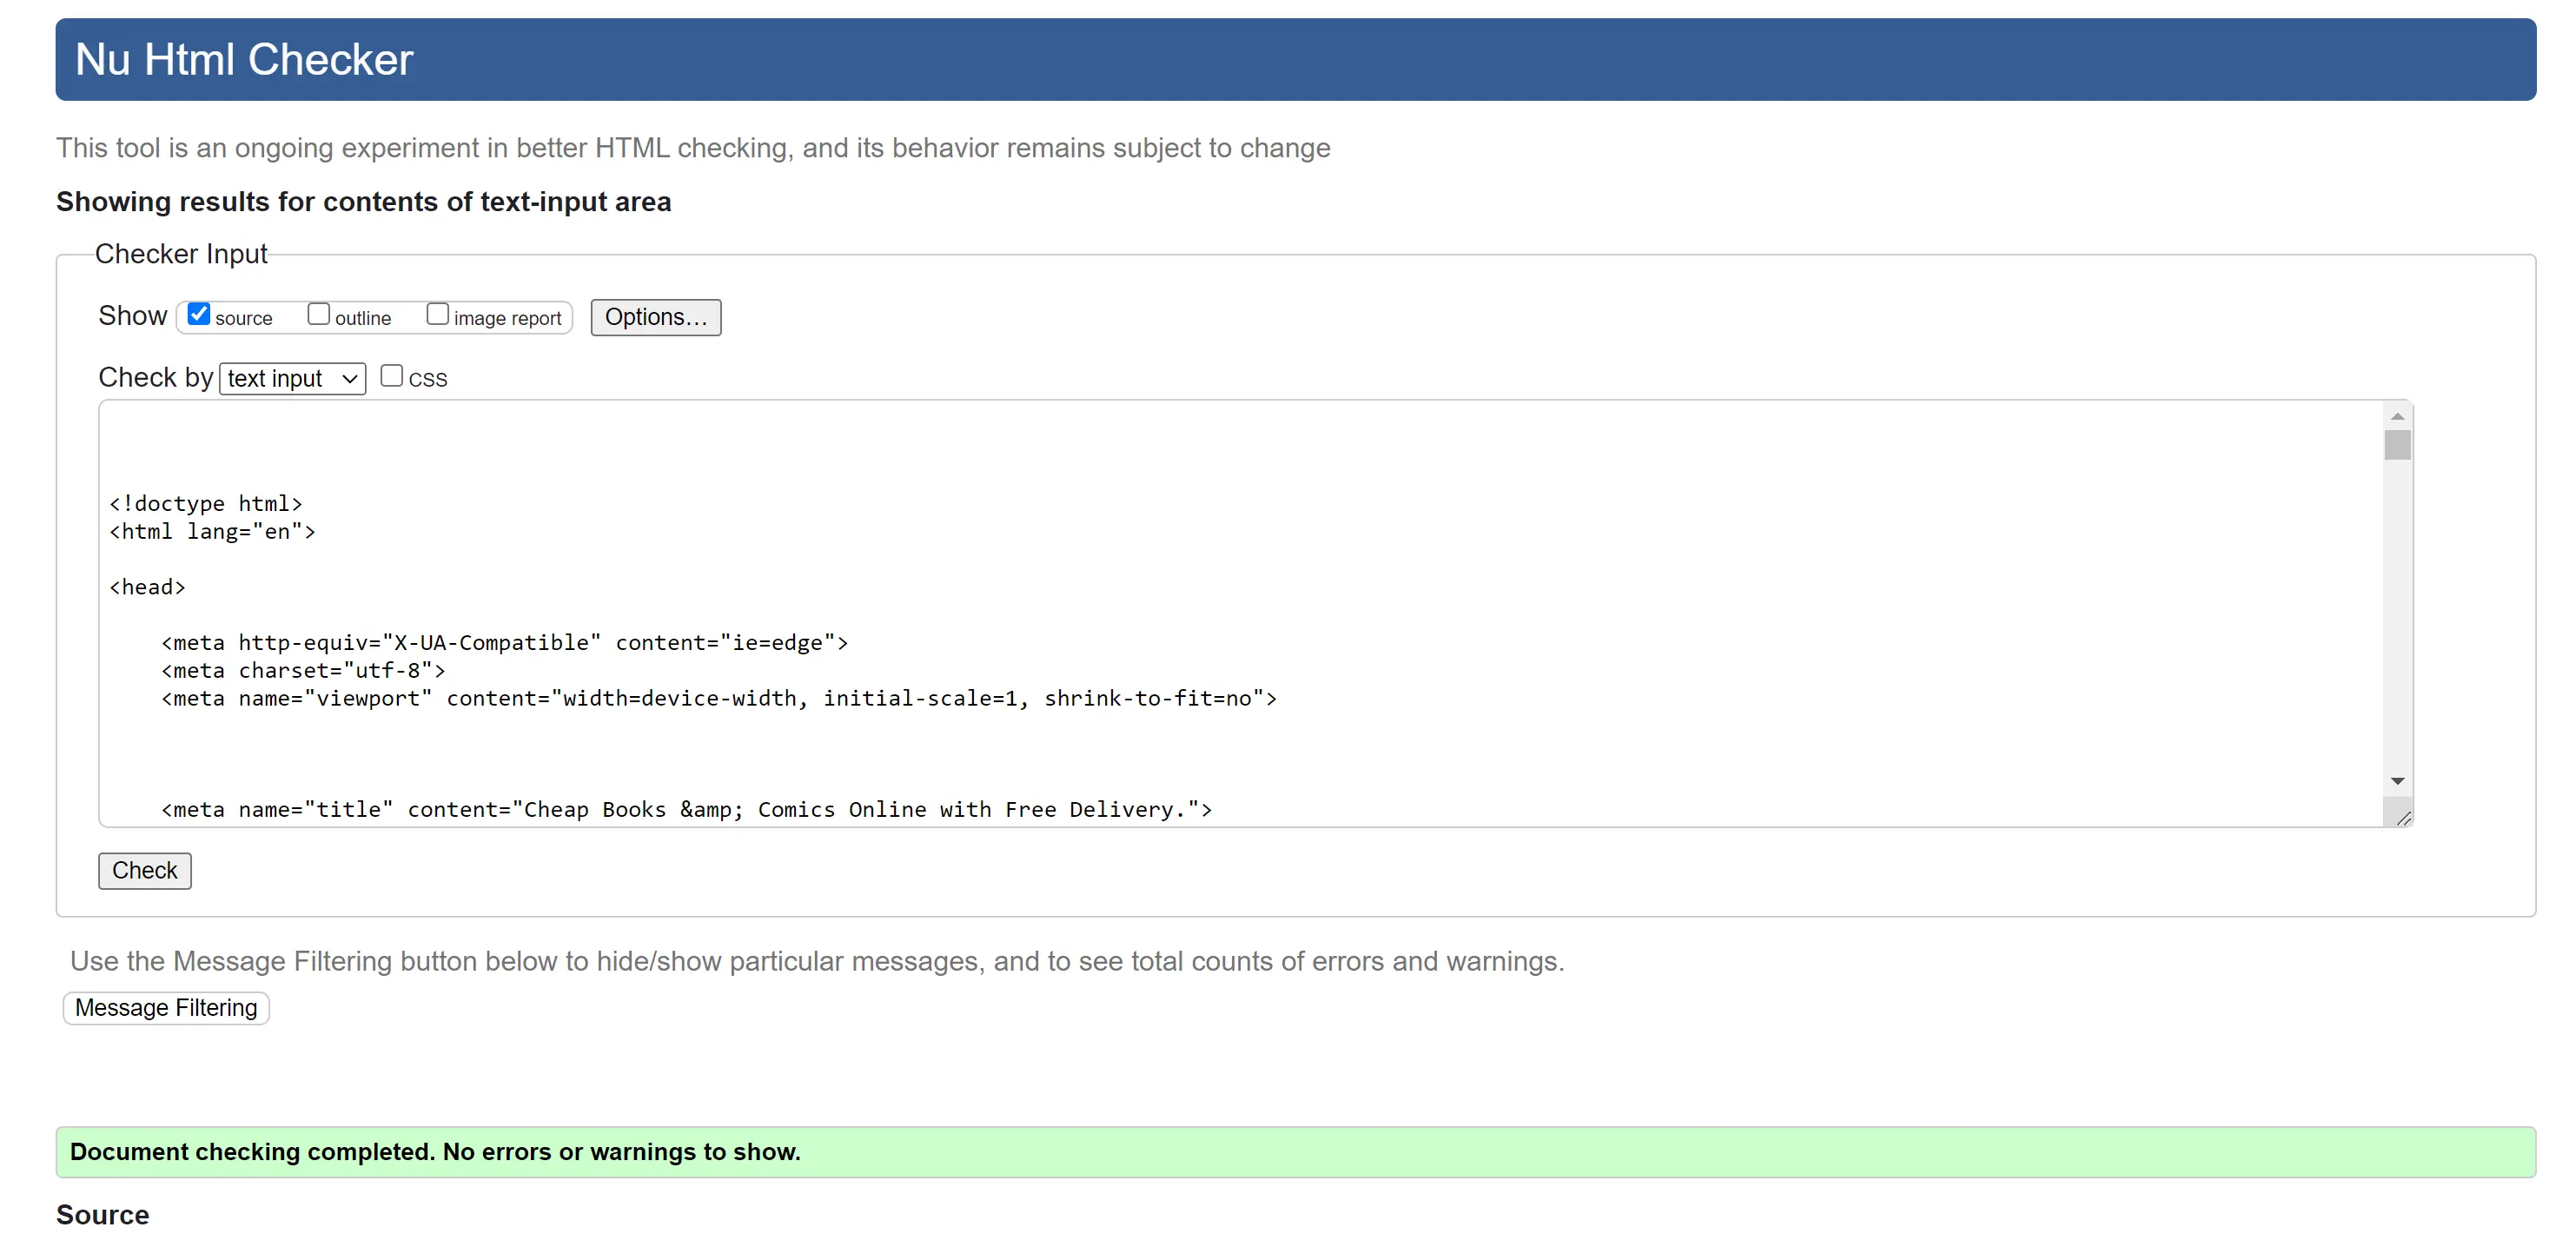 Nu Html Checker
This tool is an ongoing experiment in better HTML checking, and its behavior remains subject to change
Showing results for contents of text-input area
Checker Input
Show source outline image report Options...
Check by text input CSS
<!doctype html>
<html lang="en">
<head>
<meta http-equiv="X-UA-Compatible" content="ie=edge">
<meta charset="utf-8">
<meta name="viewport" content="width=device-width, initial-scale=1, shrink-to-fit=no">
<meta name="title" content="Cheap Books &amp; Comics Online with Free Delivery.">
Check
Use the Message Filtering button below to hide/show particular messages, and to see total counts of errors and warnings.
Message Filtering
Document checking completed. No errors or warnings to show.
Source